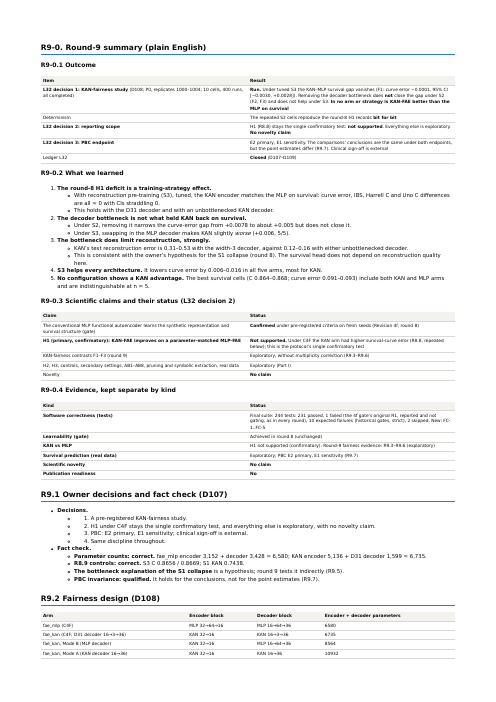 R9-0. Round-9 summary (plain English)
R9-0.1 Outcome
Item Result
L32 decision 1: KAN-fairness study (D108; P0, replicates 1000–1004; 10 cells, 400 runs, Run. Under tuned S3 the KAN-MLP survival gap vanishes (F1: curve error −0.0001, 95% CI
all completed) [−0.0030, +0.0028]). Removing the decoder bottleneck does not close the gap under S2
(F2, F3) and does not help under S3. In no arm or strategy is KAN-FAE better than the
MLP on survival
Determinism The repeated S2 cells reproduce the round-8 H1 records bit for bit
L32 decision 2: reporting scope H1 (R8.8) stays the single confirmatory test: not supported. Everything else is exploratory.
No novelty claim
L32 decision 3: PBC endpoint E2 primary, E1 sensitivity. The comparisons' conclusions are the same under both endpoints,
but the point estimates differ (R9.7). Clinical sign-off is external
Ledger L32 Closed (D107–D109)
R9-0.2 What we learned
1. The round-8 H1 deficit is a training-strategy effect.
With reconstruction pre-training (S3), tuned, the KAN encoder matches the MLP on survival: curve error, IBS, Harrell C and Uno C differences
are all ≈ 0 with CIs straddling 0.
This holds with the D31 decoder and with an unbottlenecked KAN decoder.
2. The decoder bottleneck is not what held KAN back on survival.
Under S2, removing it narrows the curve-error gap from +0.0078 to about +0.005 but does not close it.
Under S3, swapping in the MLP decoder makes KAN slightly worse (+0.006, 5/5).
3. The bottleneck does limit reconstruction, strongly.
KAN's test reconstruction error is 0.31–0.53 with the width-3 decoder, against 0.12–0.16 with either unbottlenecked decoder.
This is consistent with the owner's hypothesis for the S1 collapse (round 8). The survival head does not depend on reconstruction quality
here.
4. S3 helps every architecture. It lowers curve error by 0.006–0.016 in all five arms, most for KAN.
5. No configuration shows a KAN advantage. The best survival cells (C 0.864–0.868; curve error 0.091–0.093) include both KAN and MLP arms
and are indistinguishable at n = 5.
R9-0.3 Scientific claims and their status (L32 decision 2)
Claim Status
The conventional MLP functional autoencoder learns the synthetic representation and Confirmed under pre-registered criteria on fresh seeds (Revision 4f, round 8)
survival structure (gate)
H1 (primary, confirmatory): KAN-FAE improves on a parameter-matched MLP-FAE Not supported. Under C4F the KAN arm had higher survival-curve error (R8.8, repeated
below); this is the protocol's single confirmatory test
KAN-fairness contrasts F1–F3 (round 9) Exploratory, without multiplicity correction (R9.3–R9.6)
H2, H3, controls, secondary settings, AB1–AB8, pruning and symbolic extraction, real data Exploratory (Part I)
Novelty No claim
R9-0.4 Evidence, kept separate by kind
Kind Status
Software correctness (tests) Final suite: 244 tests: 231 passed, 1 failed (the 4f gate's original R1, reported and not
gating, as in every round), 10 expected failures (historical gates, strict), 2 skipped. New: FC-
1..FC-5
Learnability (gate) Achieved in round 8 (unchanged)
KAN vs MLP H1 not supported (confirmatory). Round-9 fairness evidence: R9.3–R9.6 (exploratory)
Survival prediction (real data) Exploratory; PBC E2 primary, E1 sensitivity (R9.7)
Scientific novelty No claim
Publication readiness No
R9.1 Owner decisions and fact check (D107)
Decisions.
1. A pre-registered KAN-fairness study.
2. H1 under C4F stays the single confirmatory test, and everything else is exploratory, with no novelty claim.
3. PBC: E2 primary, E1 sensitivity; clinical sign-off is external.
4. Same discipline throughout.
Fact check.
Parameter counts: correct. fae_mlp encoder 3,152 + decoder 3,428 = 6,580; KAN encoder 5,136 + D31 decoder 1,599 = 6,735.
R8.9 controls: correct. S3 C 0.8656 / 0.8669; S1 KAN 0.7438.
The bottleneck explanation of the S1 collapse is a hypothesis; round 9 tests it indirectly (R9.5).
PBC invariance: qualified. It holds for the conclusions, not for the point estimates (R9.7).
R9.2 Fairness design (D108)
Arm Encoder block Decoder block Encoder + decoder parameters
fae_mlp (C4F) MLP 32→64→16 MLP 16→64→36 6580
fae_kan (C4F, D31 decoder 16→3→36) KAN 32→16 KAN 16→3→36 6735
fae_kan, Mode B (MLP decoder) KAN 32→16 MLP 16→64→36 8564
fae_kan, Mode A (KAN decoder 16→36) KAN 32→16 KAN 16→36 10932